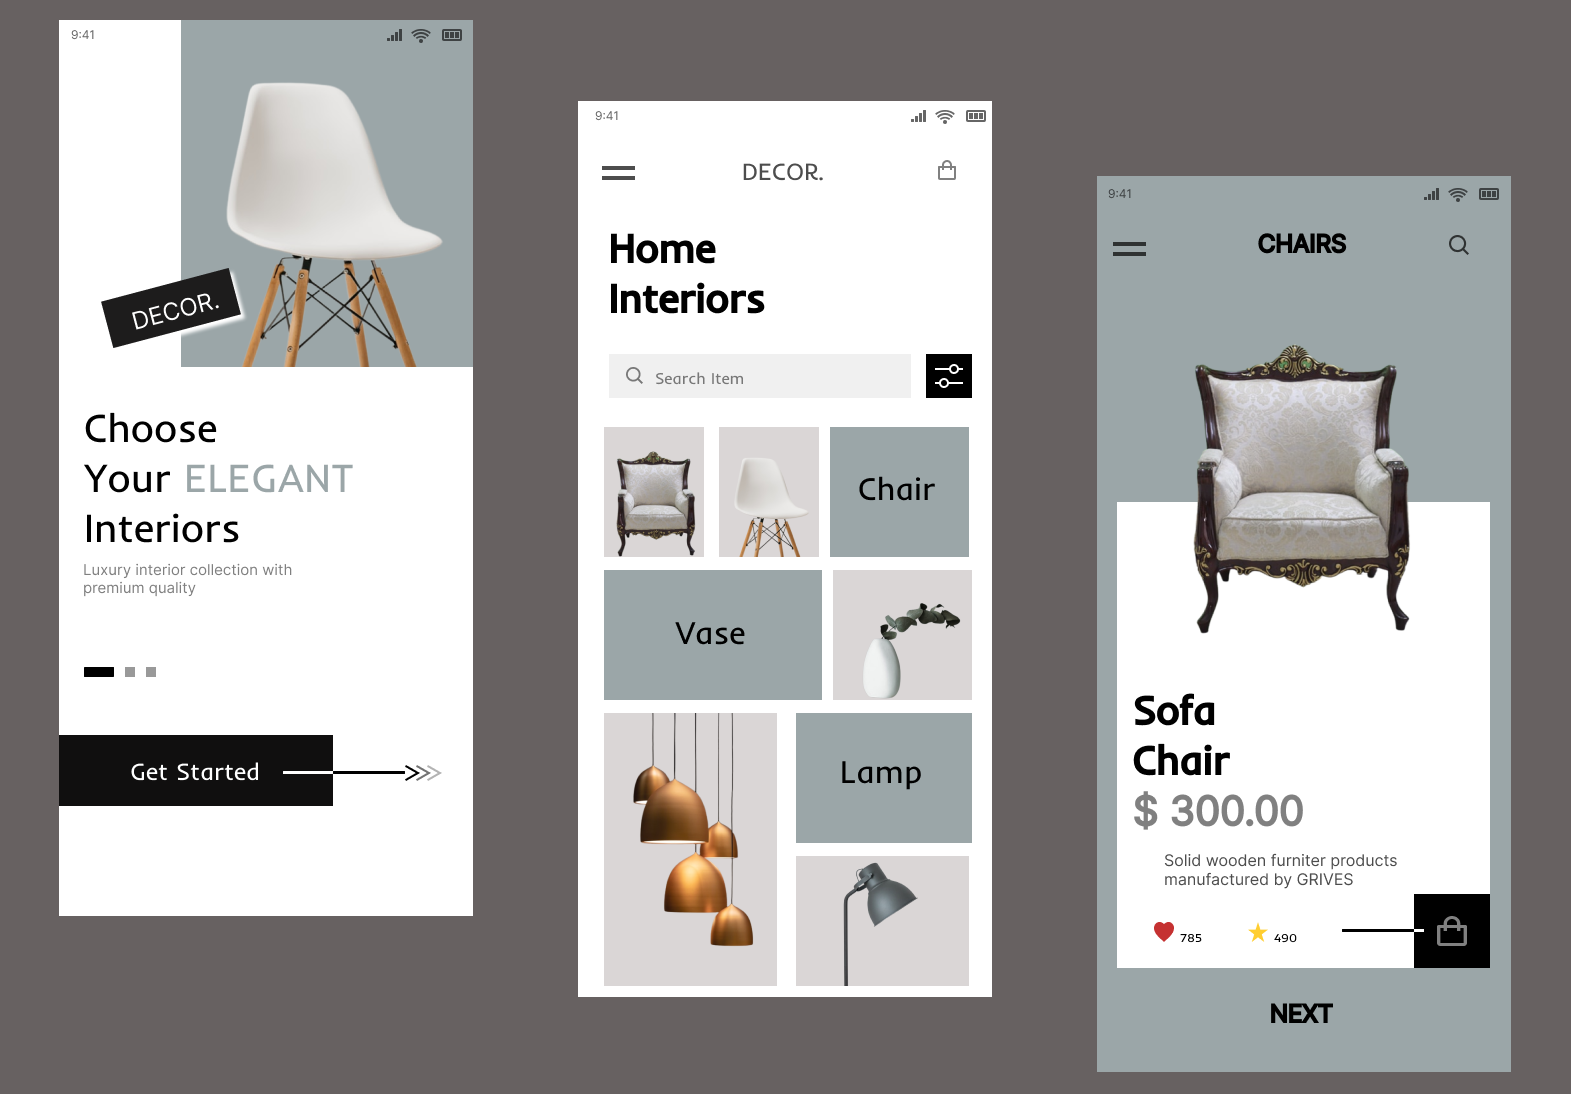 9:41
DECOR.
Choose
Your ELEGANT
Interiors
Luxury interior collection with
premium quality
Get Started
9:41
DECOR.
Home
Interiors
Search Item
Chair
Vase
Lamp
9:41
CHAIRS
Sofa
Chair
$ 300.00
Solid wooden furniter products
manufactured by GRIVES
785
490
NEXT